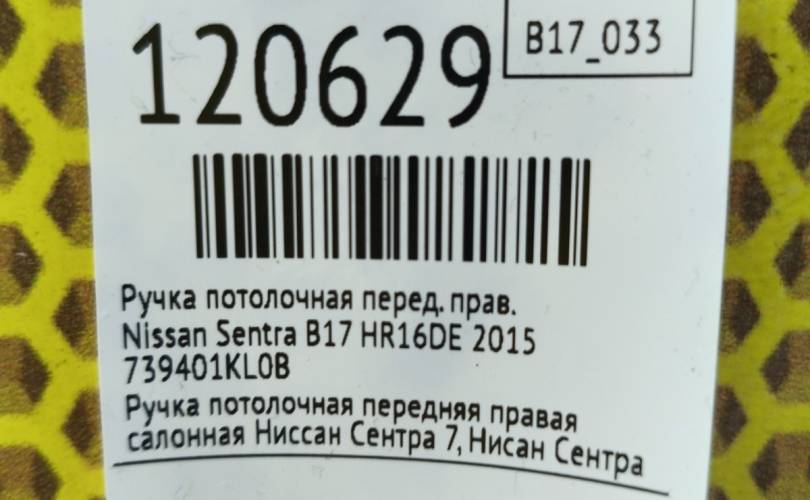 120629
B17_033
Ручка потолочная перед. прав.
Nissan Sentra B17 HR16DE 2015
739401KL0B
Ручка потолочная передняя правая
салонная Ниссан Сентра 7, Нисан Сентра